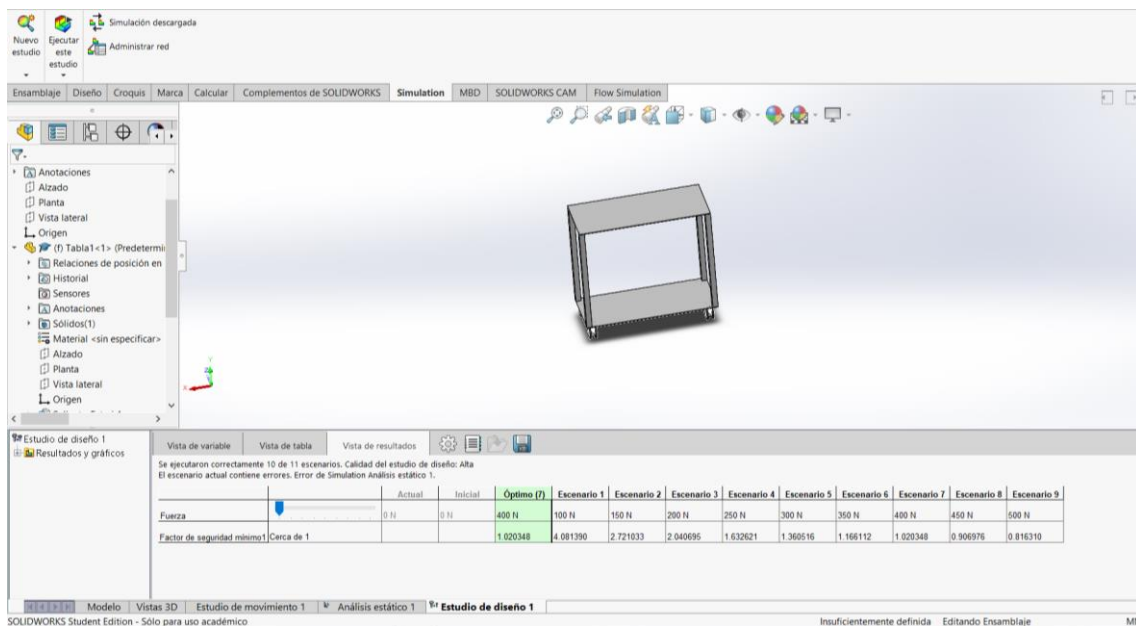 Nuevo estudio
Ejecutar este estudio
Simulación descargada
Administrar red
Ensamblaje Diseño Croquis Marca Calcular Complementos de SOLIDWORKS Simulation MBD SOLIDWORKS CAM Flow Simulation
Anotaciones
Alzado
Planta
Vista lateral
Origen
(f) Tabla1<1> (Predetermi
Relaciones de posición en
Historial
Sensores
Anotaciones
Sólidos(1)
Material <sin especificar>
Alzado
Planta
Vista lateral
Origen
Estudio de diseño 1
Resultados y gráficos
Vista de variable Vista de tabla Vista de resultados
Se ejecutaron correctamente 10 de 11 escenarios. Calidad del estudio de diseño: Alta
El escenario actual contiene errores. Error de Simulation Análisis estático 1.
Actual Inicial Óptimo (7) Escenario 1 Escenario 2 Escenario 3 Escenario 4 Escenario 5 Escenario 6 Escenario 7 Escenario 8 Escenario 9
Fuerza 0 N 0 N 400 N 100 N 150 N 200 N 250 N 300 N 350 N 400 N 450 N 500 N
Factor de seguridad mínimo1 Cerca de 1 1.020348 4.081390 2.721033 2.040695 1.632621 1.360516 1.166112 1.020348 0.906976 0.816310
Modelo Vistas 3D Estudio de movimiento 1 Análisis estático 1 Estudio de diseño 1
SOLIDWORKS Student Edition - Sólo para uso académico Insuficientemente definida Editando Ensamblaje